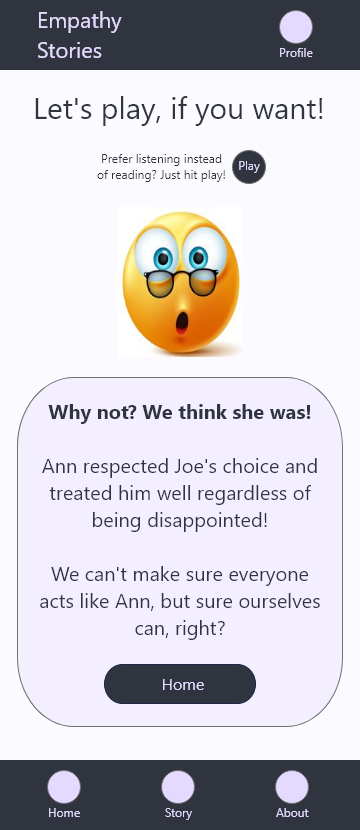 Empathy
Stories
Profile
Let's play, if you want!
Prefer listening instead
of reading? Just hit play!
Play
Why not? We think she was!
Ann respected Joe's choice and
treated him well regardless of
being disappointed!
We can't make sure everyone
acts like Ann, but sure ourselves
can, right?
Home
Home
Story
About